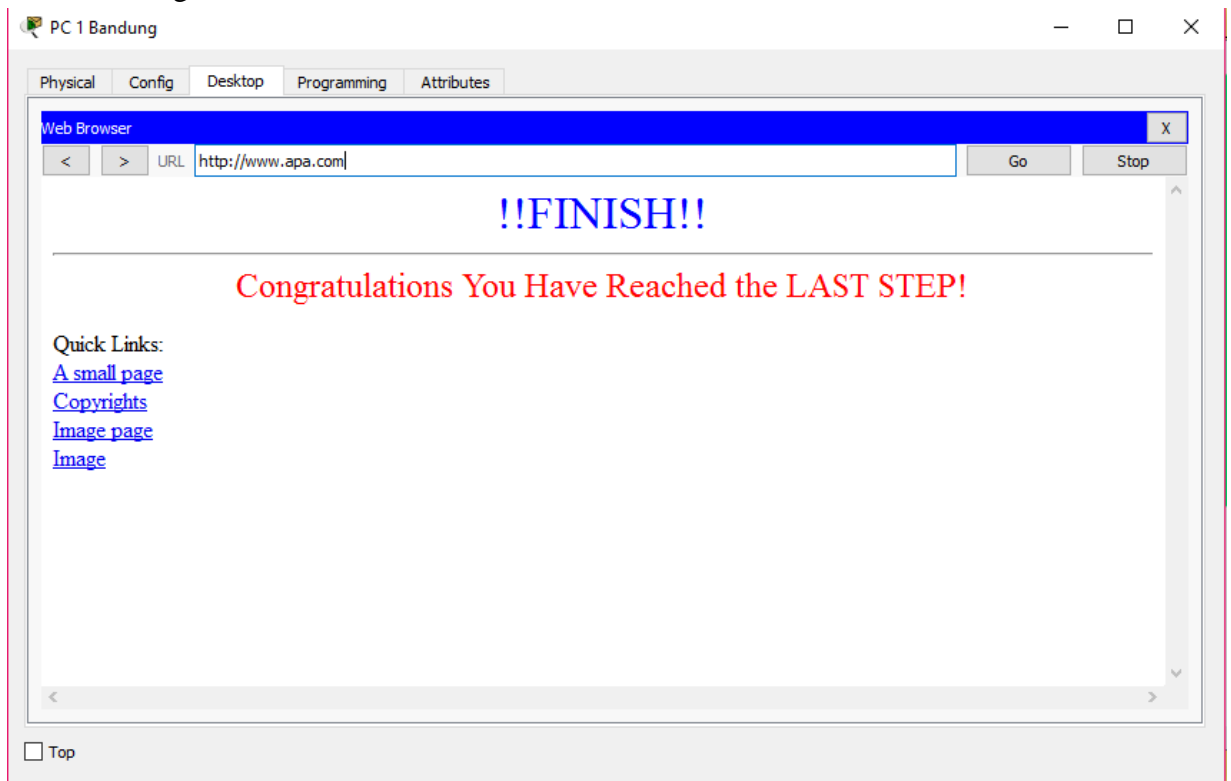 PC 1 Bandung
Physical Config Desktop Programming Attributes
Web Browser X
< > URL http://www.apa.com Go Stop
!!FINISH!!
Congratulations You Have Reached the LAST STEP!
Quick Links:
A small page
Copyrights
Image page
Image
Top